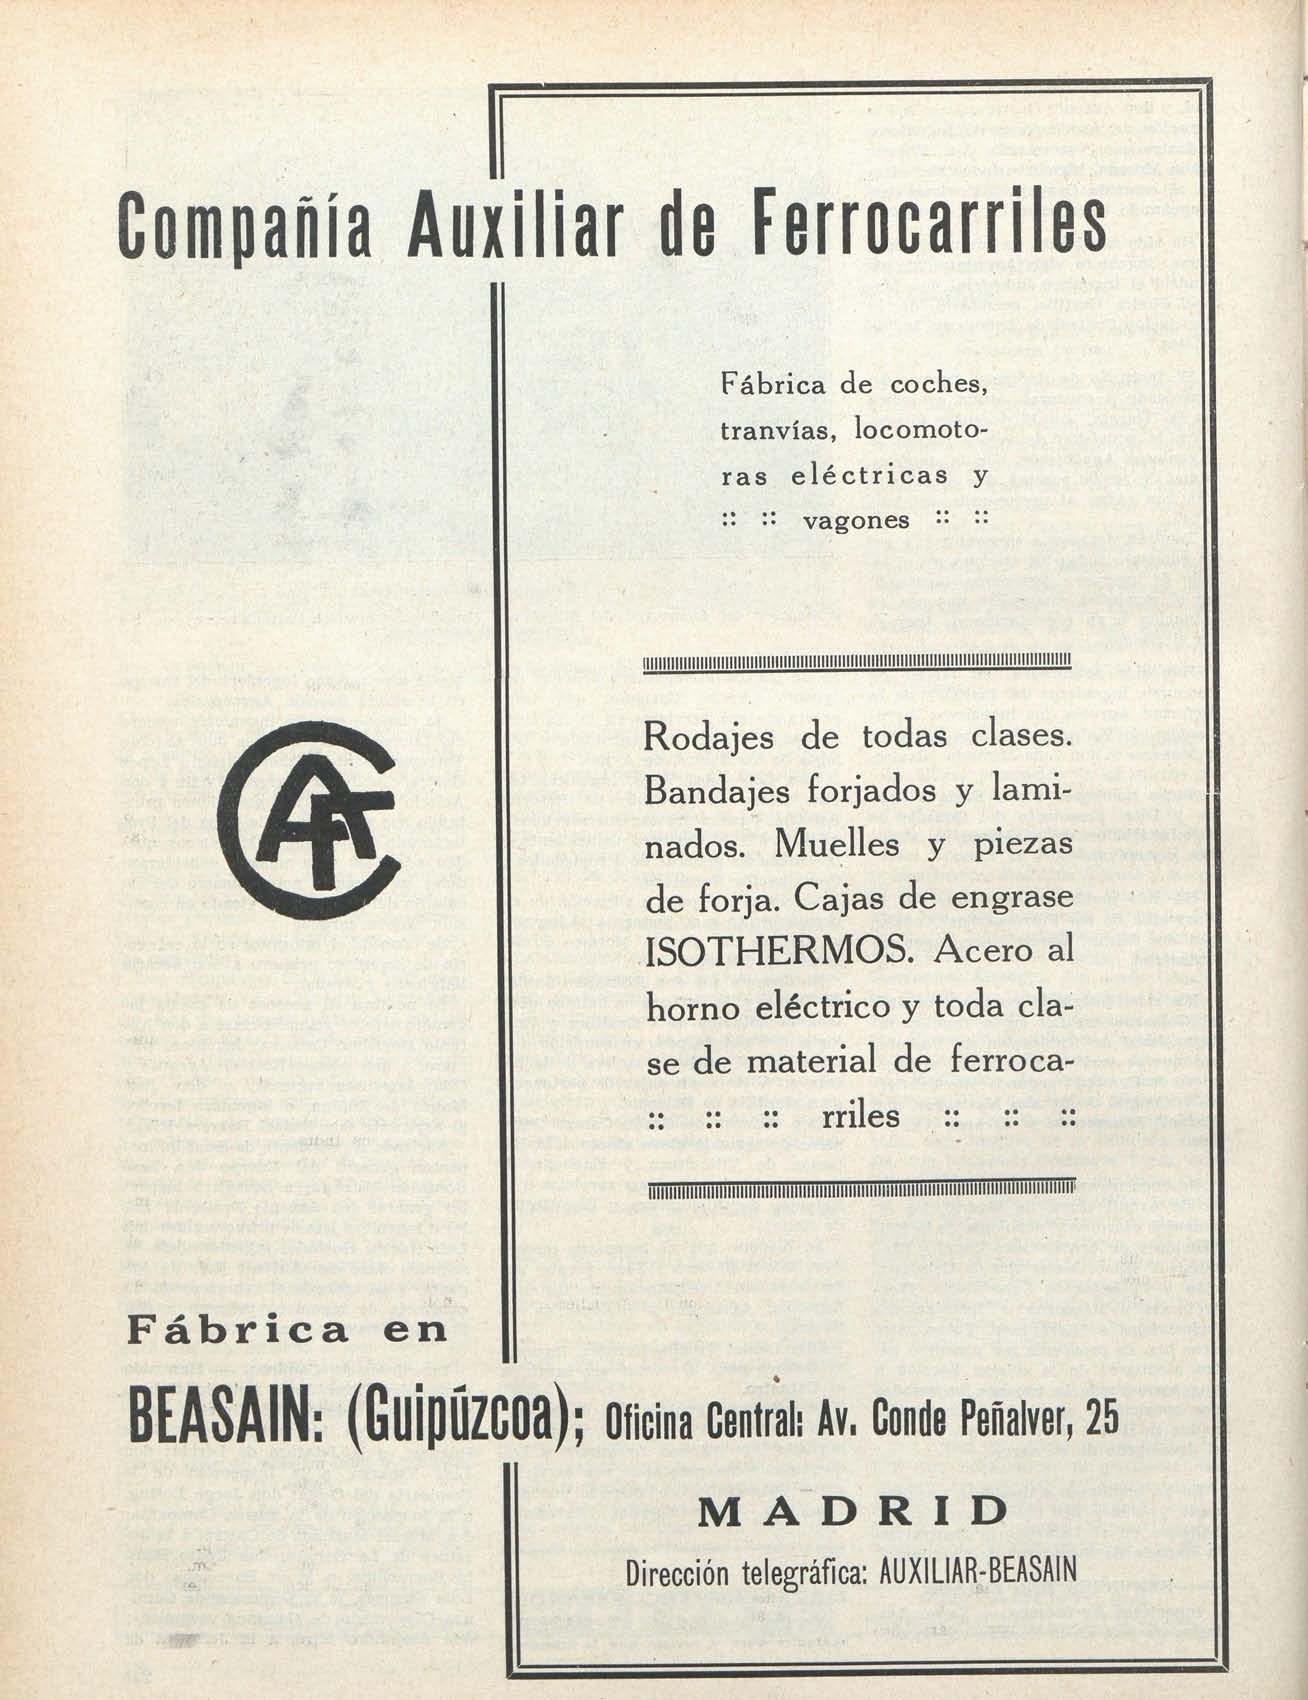 Compañía Auxiliar de Ferrocarriles
Fábrica de coches,
tranvías, locomoto-
ras eléctricas y
:: :: vagones :: ::
CAF
Rodajes de todas clases.
Bandajes forjados y lami-
nados. Muelles y piezas
de forja. Cajas de engrase
ISOTHERMOS. Acero al
horno eléctrico y toda cla-
se de material de ferroca-
:: :: :: rriles :: :: ::
Fábrica en
BEASAIN: (Guipúzcoa); Oficina Central: Av. Conde Peñalver, 25
MADRID
Dirección telegráfica: AUXILIAR-BEASAIN